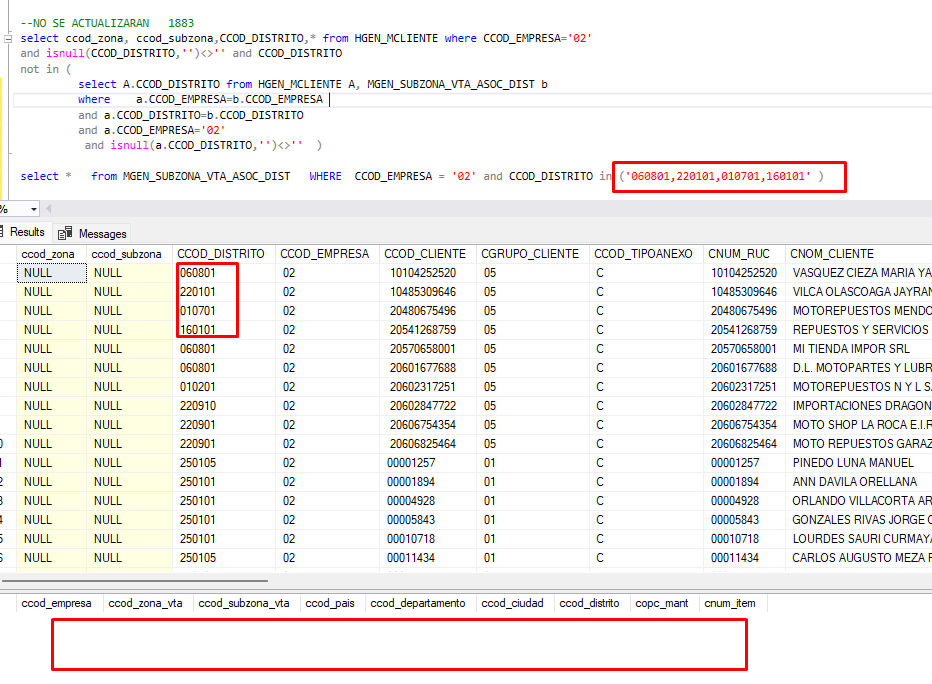 --NO SE ACTUALIZARAN   1883
select ccod_zona, ccod_subzona,CCOD_DISTRITO,* from HGEN_MCLIENTE where CCOD_EMPRESA='02'
and isnull(CCOD_DISTRITO,'')<>'' and CCOD_DISTRITO
not in (
select A.CCOD_DISTRITO from HGEN_MCLIENTE A, MGEN_SUBZONA_VTA_ASOC_DIST b
where    a.CCOD_EMPRESA=b.CCOD_EMPRESA
and a.CCOD_DISTRITO=b.CCOD_DISTRITO
and a.CCOD_EMPRESA='02'
and isnull(a.CCOD_DISTRITO,'')<>''  )
select *   from MGEN_SUBZONA_VTA_ASOC_DIST   WHERE  CCOD_EMPRESA = '02' and CCOD_DISTRITO in ('060801,220101,010701,160101' )
%
Results Messages
ccod_zona ccod_subzona CCOD_DISTRITO CCOD_EMPRESA CCOD_CLIENTE CGRUPO_CLIENTE CCOD_TIPOANEXO CNUM_RUC CNOM_CLIENTE
NULL NULL 060801 02 10104252520 05 C 10104252520 VASQUEZ CIEZA MARIA YA
NULL NULL 220101 02 10485309646 05 C 10485309646 VILCA OLASCOAGA JAYRAN
NULL NULL 010701 02 20480675496 05 C 20480675496 MOTOREPUESTOS MENDO
NULL NULL 160101 02 20541268759 05 C 20541268759 REPUESTOS Y SERVICIOS
NULL NULL 060801 02 20570658001 05 C 20570658001 MI TIENDA IMPOR SRL
NULL NULL 060801 02 20601677688 05 C 20601677688 D.L. MOTOPARTES Y LUBR
NULL NULL 010201 02 20602317251 05 C 20602317251 MOTOREPUESTOS N Y L SA
NULL NULL 220910 02 20602847722 05 C 20602847722 IMPORTACIONES DRAGON
NULL NULL 220901 02 20606754354 05 C 20606754354 MOTO SHOP LA ROCA E.I.R
0 NULL NULL 220901 02 20606825464 05 C 20606825464 MOTO REPUESTOS GARAZ
1 NULL NULL 250105 02 00001257 01 C 00001257 PINEDO LUNA MANUEL
2 NULL NULL 250101 02 00001894 01 C 00001894 ANN DAVILA ORELLANA
3 NULL NULL 250101 02 00004928 01 C 00004928 ORLANDO VILLACORTA AR
4 NULL NULL 250101 02 00005843 01 C 00005843 GONZALES RIVAS JORGE C
5 NULL NULL 250101 02 00010718 01 C 00010718 LOURDES SAURI CURMAYA
6 NULL NULL 250105 02 00011434 01 C 00011434 CARLOS AUGUSTO MEZA F
ccod_empresa ccod_zona_vta ccod_subzona_vta ccod_pais ccod_departamento ccod_ciudad ccod_distrito copc_mant cnum_item